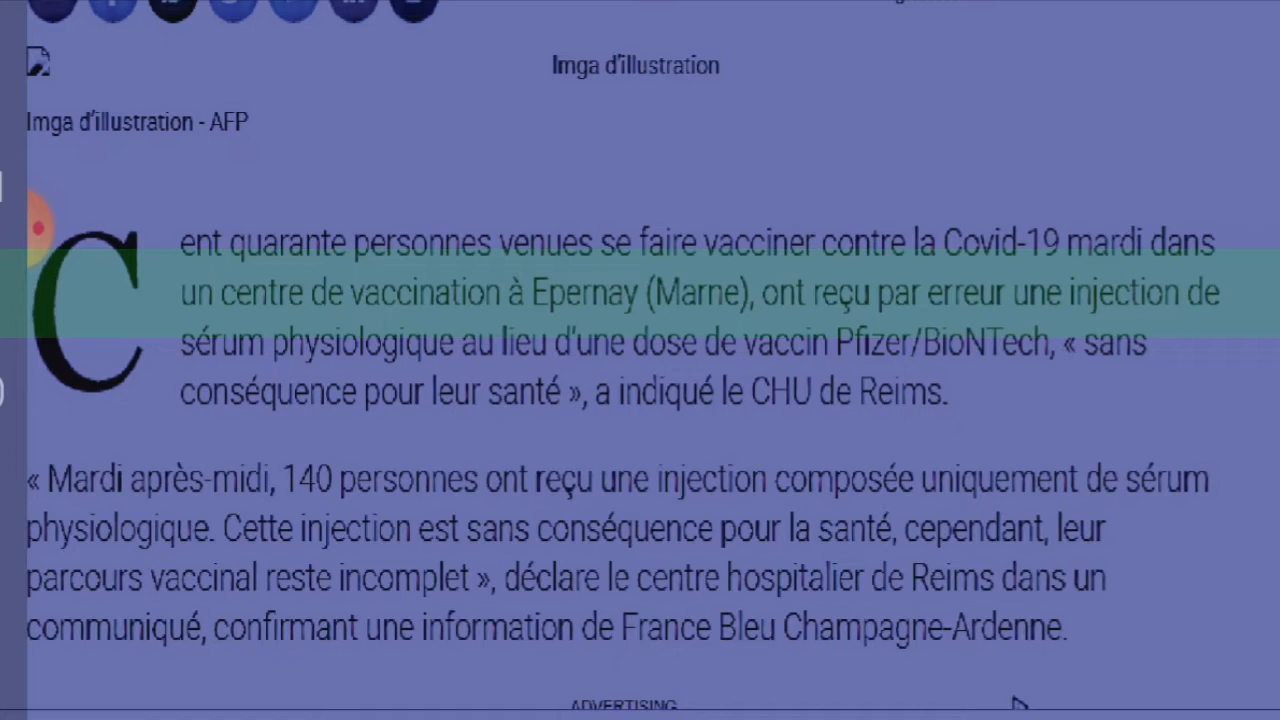 Imga d'illustration
Imga d'illustration - AFP
Cent quarante personnes venues se faire vacciner contre la Covid-19 mardi dans
un centre de vaccination à Epernay (Marne), ont reçu par erreur une injection de
sérum physiologique au lieu d'une dose de vaccin Pfizer/BioNTech, « sans
conséquence pour leur santé », a indiqué le CHU de Reims.
« Mardi après-midi, 140 personnes ont reçu une injection composée uniquement de sérum
physiologique. Cette injection est sans conséquence pour la santé, cependant, leur
parcours vaccinal reste incomplet », déclare le centre hospitalier de Reims dans un
communiqué, confirmant une information de France Bleu Champagne-Ardenne.
ADVERTISING